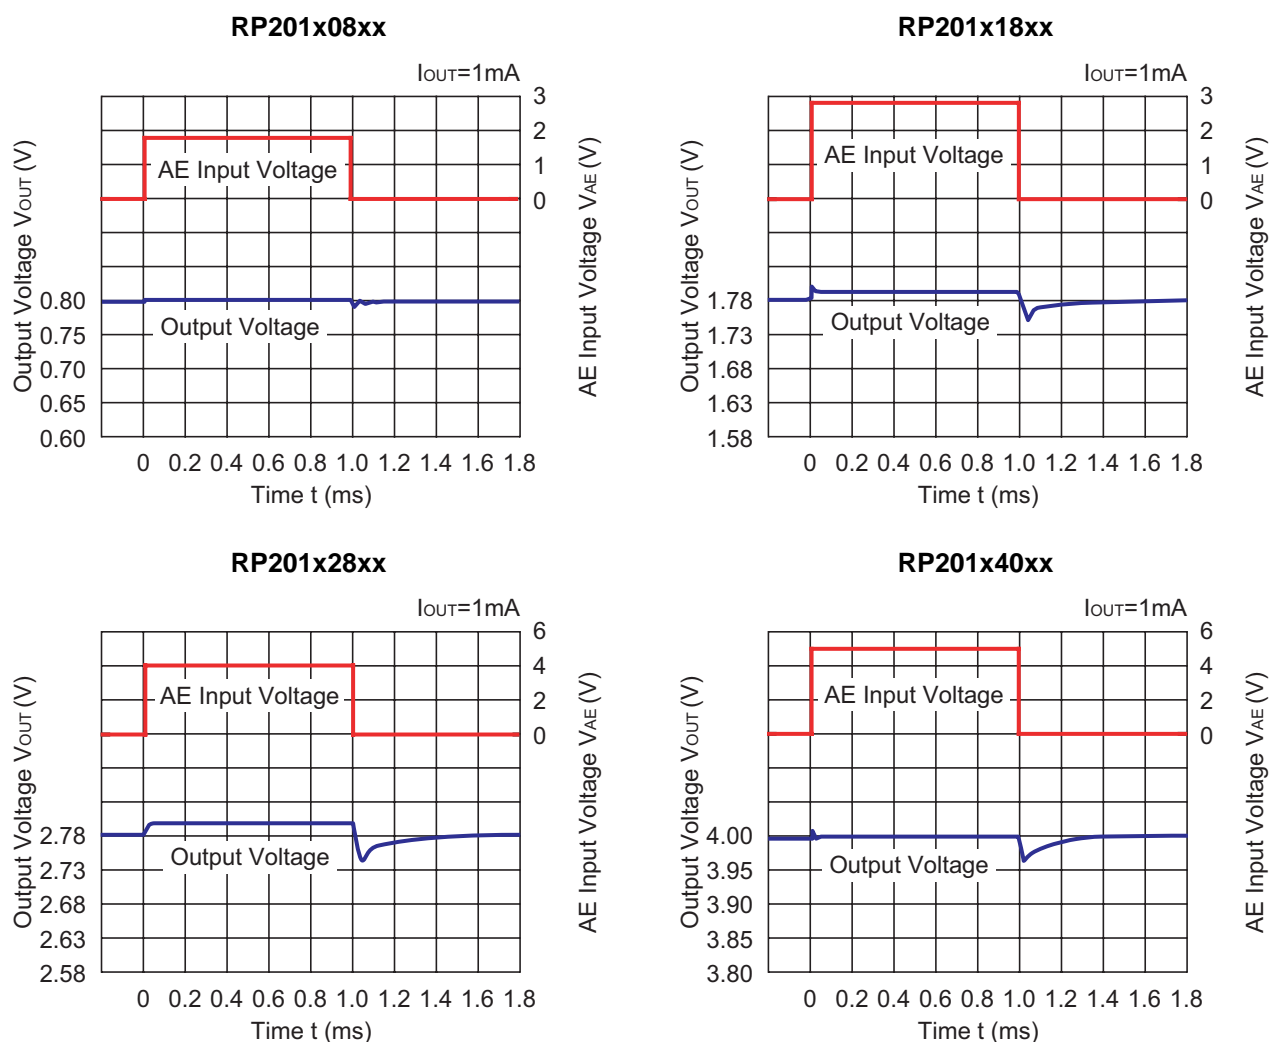 RP201x08xx
IOUT=1mA
Output Voltage VOUT (V)
0.80
0.75
0.70
0.65
0.60
AE Input Voltage
Output Voltage
3
2
1
0
AE Input Voltage VAE (V)
0 0.2 0.4 0.6 0.8 1.0 1.2 1.4 1.6 1.8
Time t (ms)
RP201x18xx
IOUT=1mA
Output Voltage VOUT (V)
1.78
1.73
1.68
1.63
1.58
AE Input Voltage
Output Voltage
3
2
1
0
AE Input Voltage VAE (V)
0 0.2 0.4 0.6 0.8 1.0 1.2 1.4 1.6 1.8
Time t (ms)
RP201x28xx
IOUT=1mA
Output Voltage VOUT (V)
2.78
2.73
2.68
2.63
2.58
AE Input Voltage
Output Voltage
6
4
2
0
AE Input Voltage VAE (V)
0 0.2 0.4 0.6 0.8 1.0 1.2 1.4 1.6 1.8
Time t (ms)
RP201x40xx
IOUT=1mA
Output Voltage VOUT (V)
4.00
3.95
3.90
3.85
3.80
AE Input Voltage
Output Voltage
6
4
2
0
AE Input Voltage VAE (V)
0 0.2 0.4 0.6 0.8 1.0 1.2 1.4 1.6 1.8
Time t (ms)